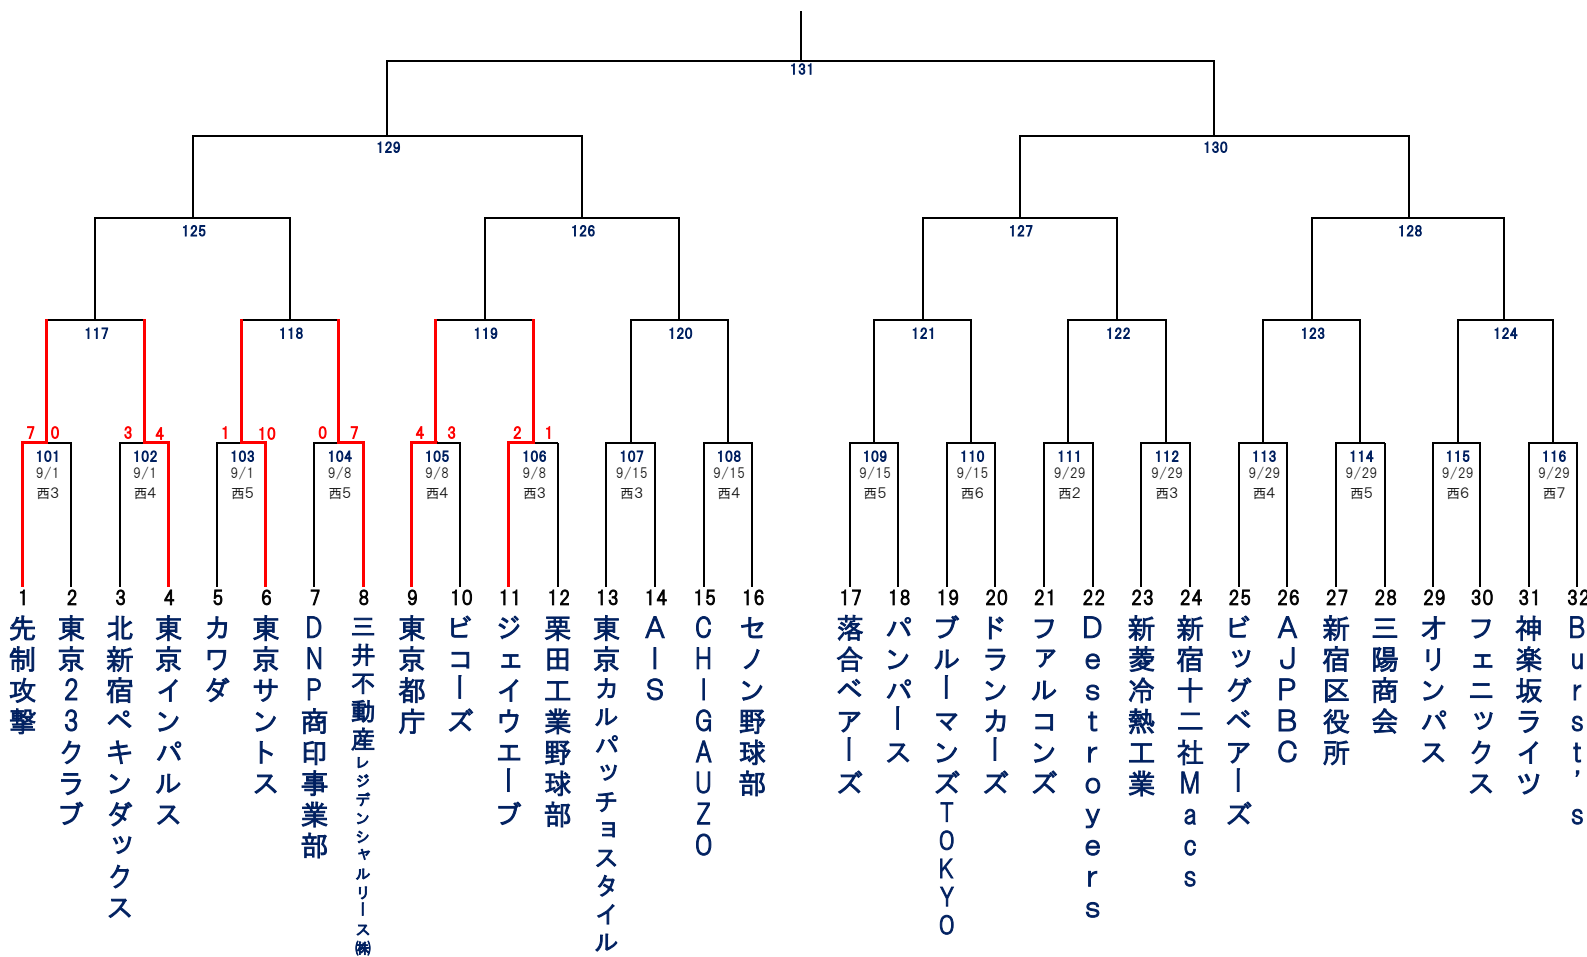 131
129
130
125
126
127
128
117
118
119
120
121
122
123
124
7 0
3 4
1 10
0 7
4 3
2 1
101
9/1
西3
102
9/1
西4
103
9/1
西5
104
9/8
西5
105
9/8
西4
106
9/8
西3
107
9/15
西3
108
9/15
西4
109
9/15
西5
110
9/15
西6
111
9/29
西2
112
9/29
西3
113
9/29
西4
114
9/29
西5
115
9/29
西6
116
9/29
西7
1
先制攻撃
2
東京23クラブ
3
北新宿ペキンダックス
4
東京インパルス
5
カワダ
6
東京サントス
7
DNP商印事業部
8
三井不動産レジデンシャルリース㈱
9
東京都庁
10
ビコーズ
11
ジェイウエーブ
12
栗田工業野球部
13
東京カルパッチョスタイル
14
AIS
15
CHIGAUZO
16
セノン野球部
17
落合ベアーズ
18
パンパース
19
ブルーマンズTOKYO
20
ドランカーズ
21
ファルコンズ
22
Destroyers
23
新菱冷熱工業
24
新宿十二社Macs
25
ビッグベアーズ
26
AJPBC
27
新宿区役所
28
三陽商会
29
オリンパス
30
フェニックス
31
神楽坂ライツ
32
Burst's